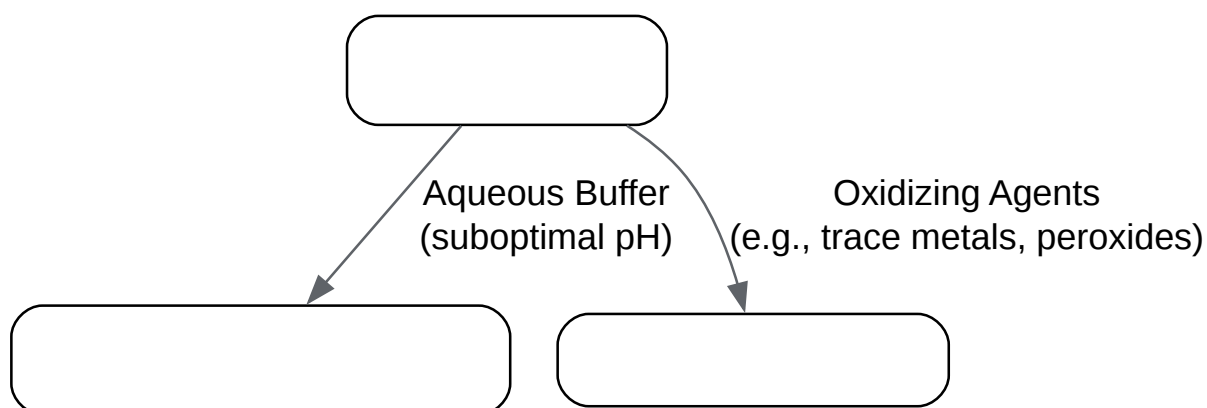 Aqueous Buffer
(suboptimal pH)
Oxidizing Agents
(e.g., trace metals, peroxides)